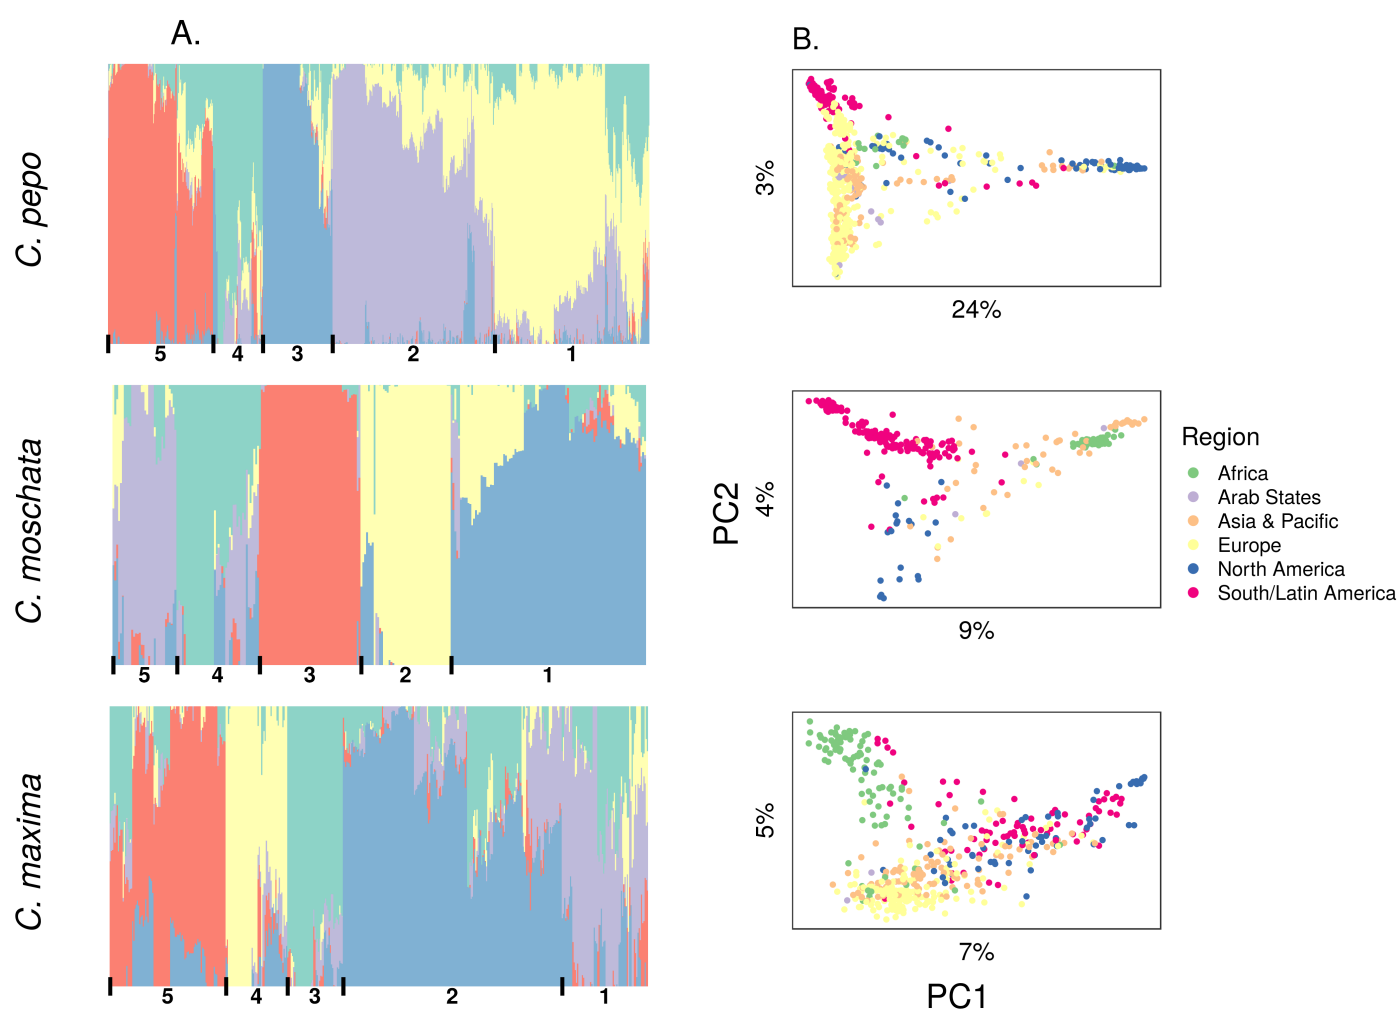 A.
B.
C. pepo
5 4 3 2 1
3%
24%
C. moschata
5 4 3 2 1
PC2
4%
9%
Region
Africa
Arab States
Asia & Pacific
Europe
North America
South/Latin America
C. maxima
5 4 3 2 1
5%
7%
PC1